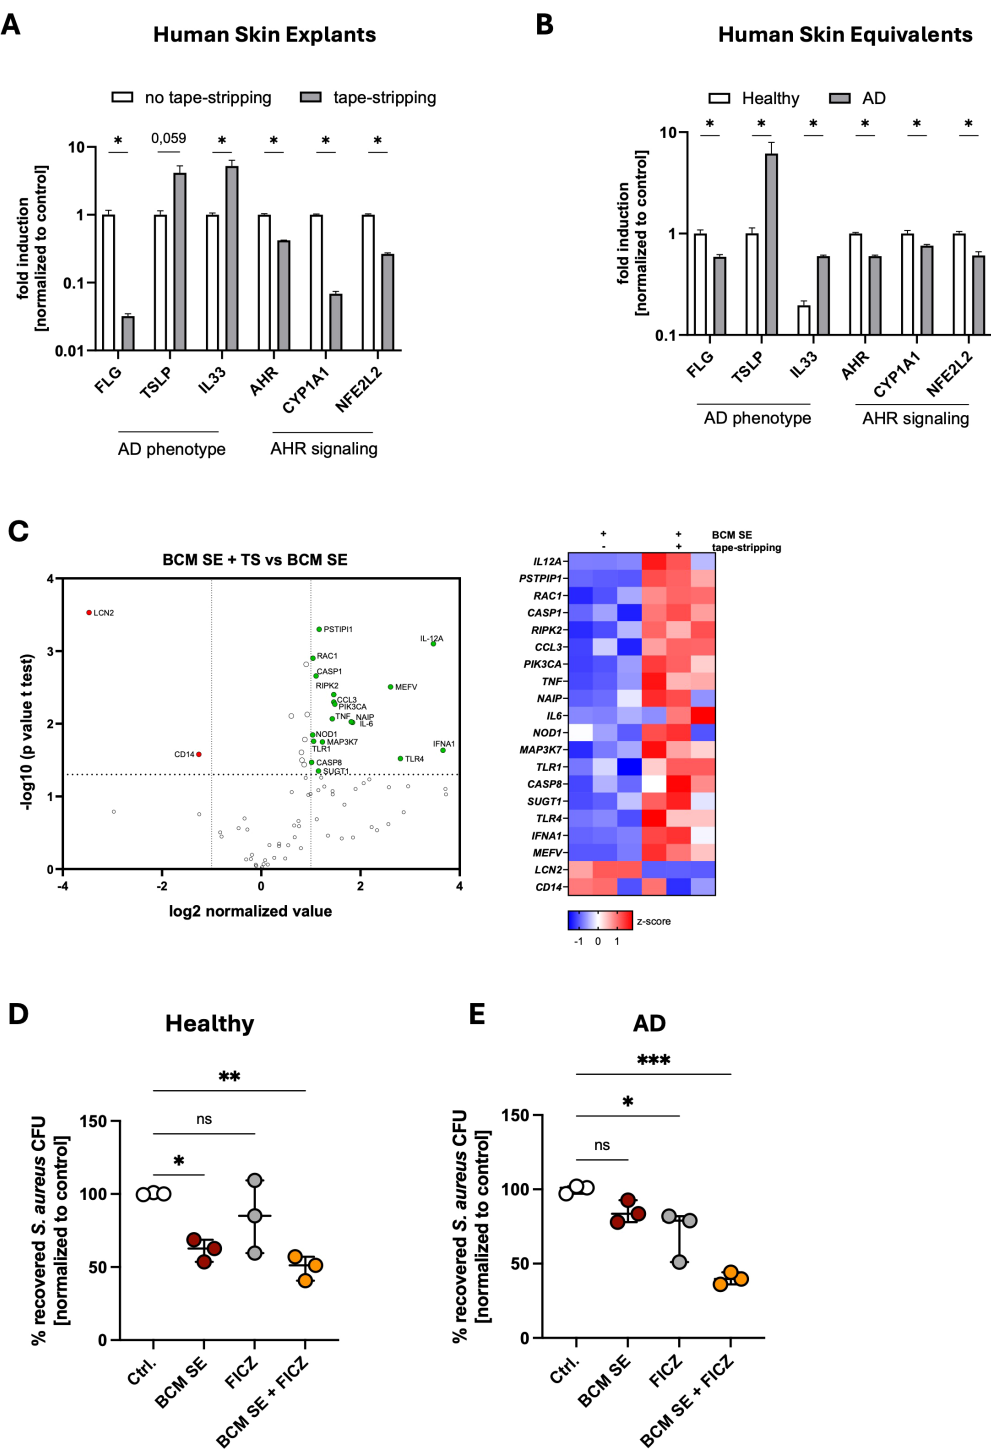 A
Human Skin Explants
no tape-stripping
tape-stripping
fold induction
[normalized to control]
10
1
0.1
0.01
*
0,059
*
*
*
*
FLG
TSLP
IL33
AHR
CYP1A1
NFE2L2
AD phenotype
AHR signaling
B
Human Skin Equivalents
Healthy
AD
fold induction
[normalized to control]
10
1
0.1
*
*
*
*
*
*
FLG
TSLP
IL33
AHR
CYP1A1
NFE2L2
AD phenotype
AHR signaling
C
BCM SE + TS vs BCM SE
-log10 (p value t test)
4
3
2
1
0
-4
-2
0
2
4
log2 normalized value
LCN2
PSTIPI1
IL-12A
RAC1
CASP1
RIPK2
MEFV
CCL3
PIK3CA
TNF
NAIP
IL-6
NOD1
MAP3K7
TLR1
IFNA1
CD14
TLR4
CASP8
SUGT1
+
+
BCM SE
-
+
tape-stripping
IL12A
PSTPIP1
RAC1
CASP1
RIPK2
CCL3
PIK3CA
TNF
NAIP
IL6
NOD1
MAP3K7
TLR1
CASP8
SUGT1
TLR4
IFNA1
MEFV
LCN2
CD14
z-score
-1
0
1
D
Healthy
% recovered S. aureus CFU
[normalized to control]
150
100
50
0
**
ns
*
Ctrl.
BCM SE
FICZ
BCM SE + FICZ
E
AD
% recovered S. aureus CFU
[normalized to control]
150
100
50
0
***
*
ns
Ctrl.
BCM SE
FICZ
BCM SE + FICZ